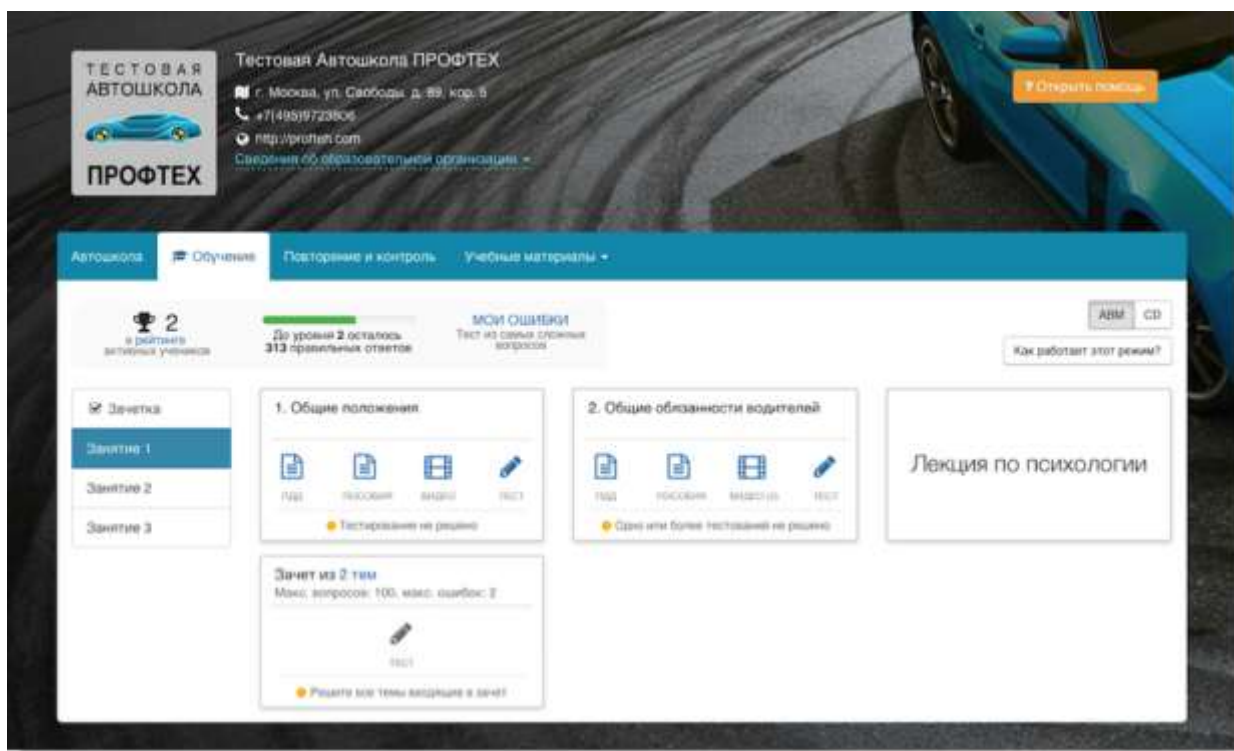 ТЕСТОВАЯ
АВТОШКОЛА
ПРОФТЕХ
Тестовая Автошкола ПРОФТЕХ
г. Москва, ул. Свободы, д. 89, кор. 5
+7(495)9723806
Сведения об образовательной организации
? Открыть помощь
Автошкола
Обучение
Повторение и контроль
Учебные материалы
2
в рейтинге
активных учеников
До уровня 2 осталось
313 правильных ответов
МОИ ОШИБКИ
Тест из самых сложных
вопросов
ABM CD
Как работает этот режим?
Зачетка
Занятие 1
Занятие 2
Занятие 3
1. Общие положения
ПДД ПОСОБИЯ ВИДЕО ТЕСТ
Тестирование не решено
2. Общие обязанности водителей
ПДД ПОСОБИЯ ВИДЕО ТЕСТ
Одно или более тестований не решено
Лекция по психологии
Зачет из 2 тем
Макс. вопросов: 100, макс. ошибок: 2
ТЕСТ
Решите все темы входящие в зачет